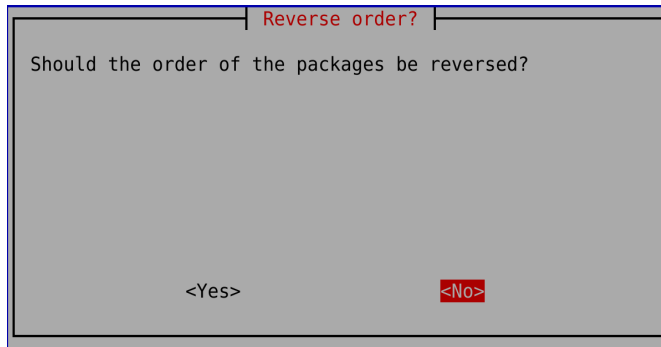 Reverse order?
Should the order of the packages be reversed?
<Yes> <No>